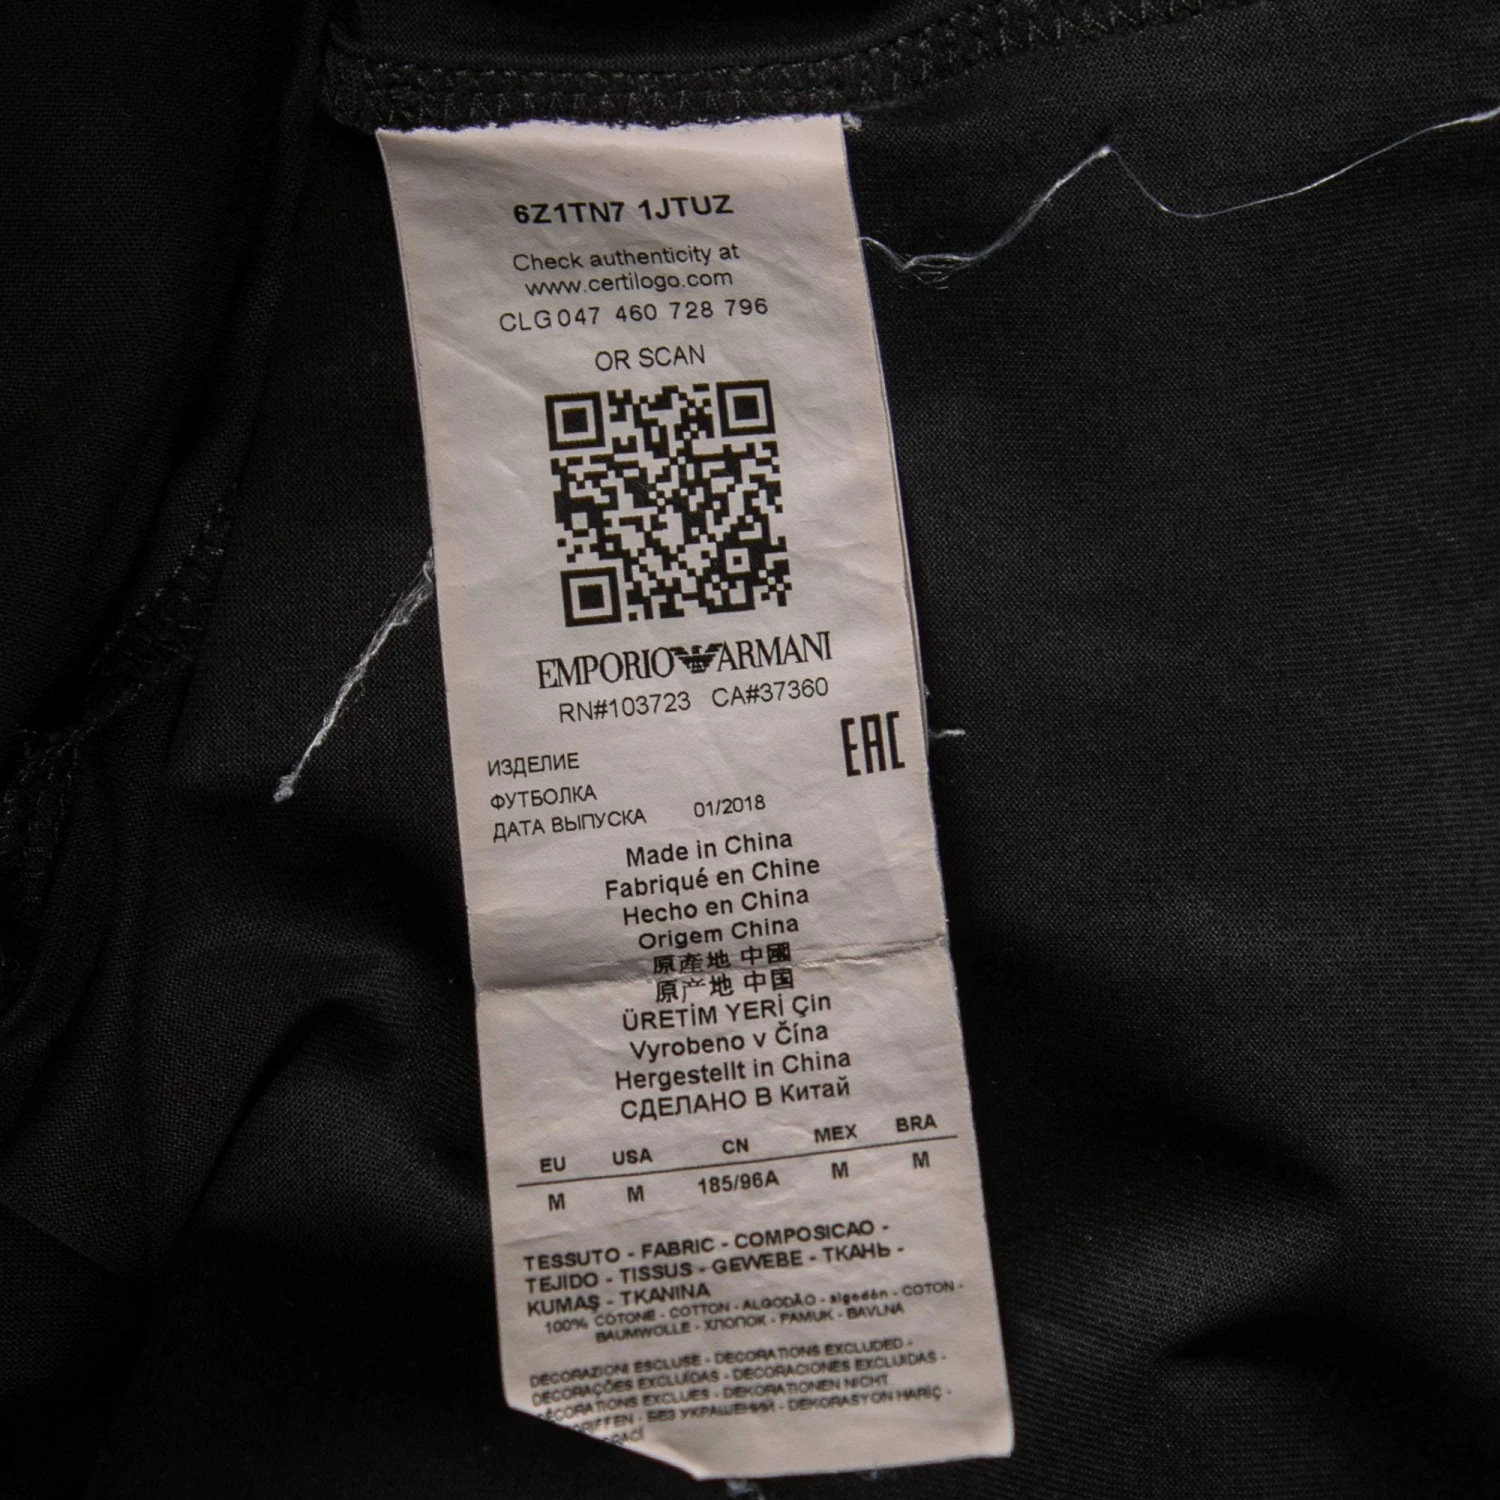 6Z1TN7 1JTUZ
Check authenticity at
www.certilogo.com
CLG047 460 728 796
OR SCAN
EMPORIO ARMANI
RN#103723 CA#37360
EAC
ИЗДЕЛИЕ
ФУТБОЛКА
ДАТА ВЫПУСКА 01/2018
Made in China
Fabriqué en Chine
Hecho en China
Origem China
原產地 中國
原产地 中国
ÜRETİM YERİ Çin
Vyrobeno v Čína
Hergestellt in China
СДЕЛАНО В Китай
EU USA CN MEX BRA
M M 185/96A M M
TESSUTO - FABRIC - COMPOSICAO -
TEJIDO - TISSUS - GEWEBE - ТКАНЬ -
KUMAŞ - TKANINA
100% COTONE - COTTON - ALGODÃO - algodón - COTON -
BAUMWOLLE - ХЛОПОК - PAMUK - BAVLNA
DECORAZIONI ESCLUSE - DECORATIONS EXCLUDED -
DECORAÇÕES EXCLUÍDAS - DECORACIONES EXCLUIDAS -
DÉCORATIONS EXCLUES - DEKORATIONEN NICHT
БЕЗ УКРАШЕНИЙ - DEKORASYON HARİÇ -